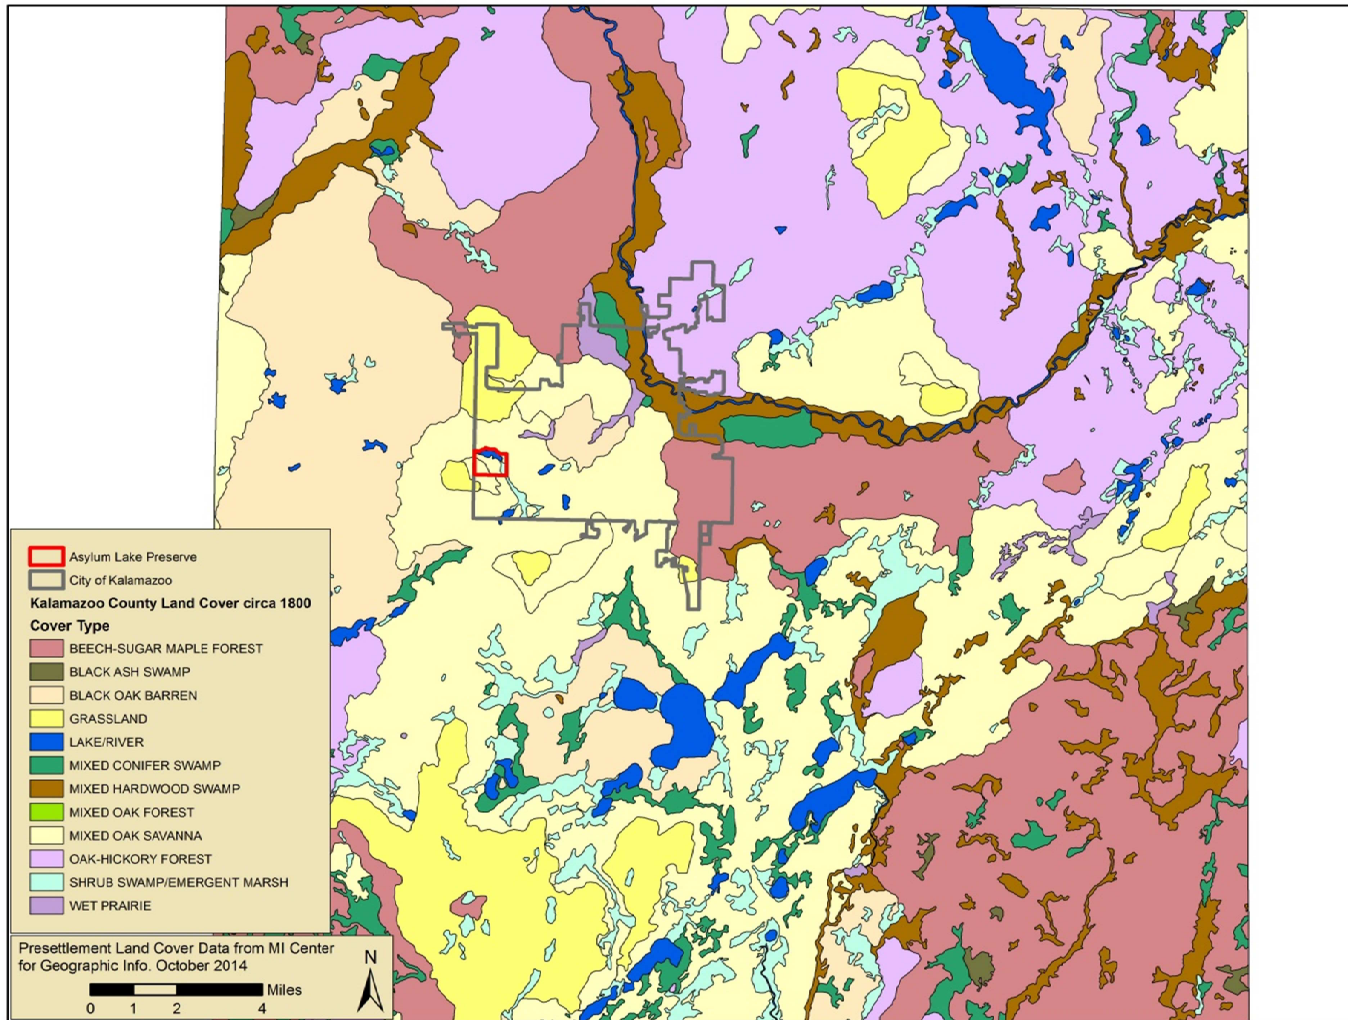 Asylum Lake Preserve
City of Kalamazoo
Kalamazoo County Land Cover circa 1800
Cover Type
BEECH-SUGAR MAPLE FOREST
BLACK ASH SWAMP
BLACK OAK BARREN
GRASSLAND
LAKE/RIVER
MIXED CONIFER SWAMP
MIXED HARDWOOD SWAMP
MIXED OAK FOREST
MIXED OAK SAVANNA
OAK-HICKORY FOREST
SHRUB SWAMP/EMERGENT MARSH
WET PRAIRIE
Presettlement Land Cover Data from MI Center
for Geographic Info. October 2014
N
Miles
0 1 2 4